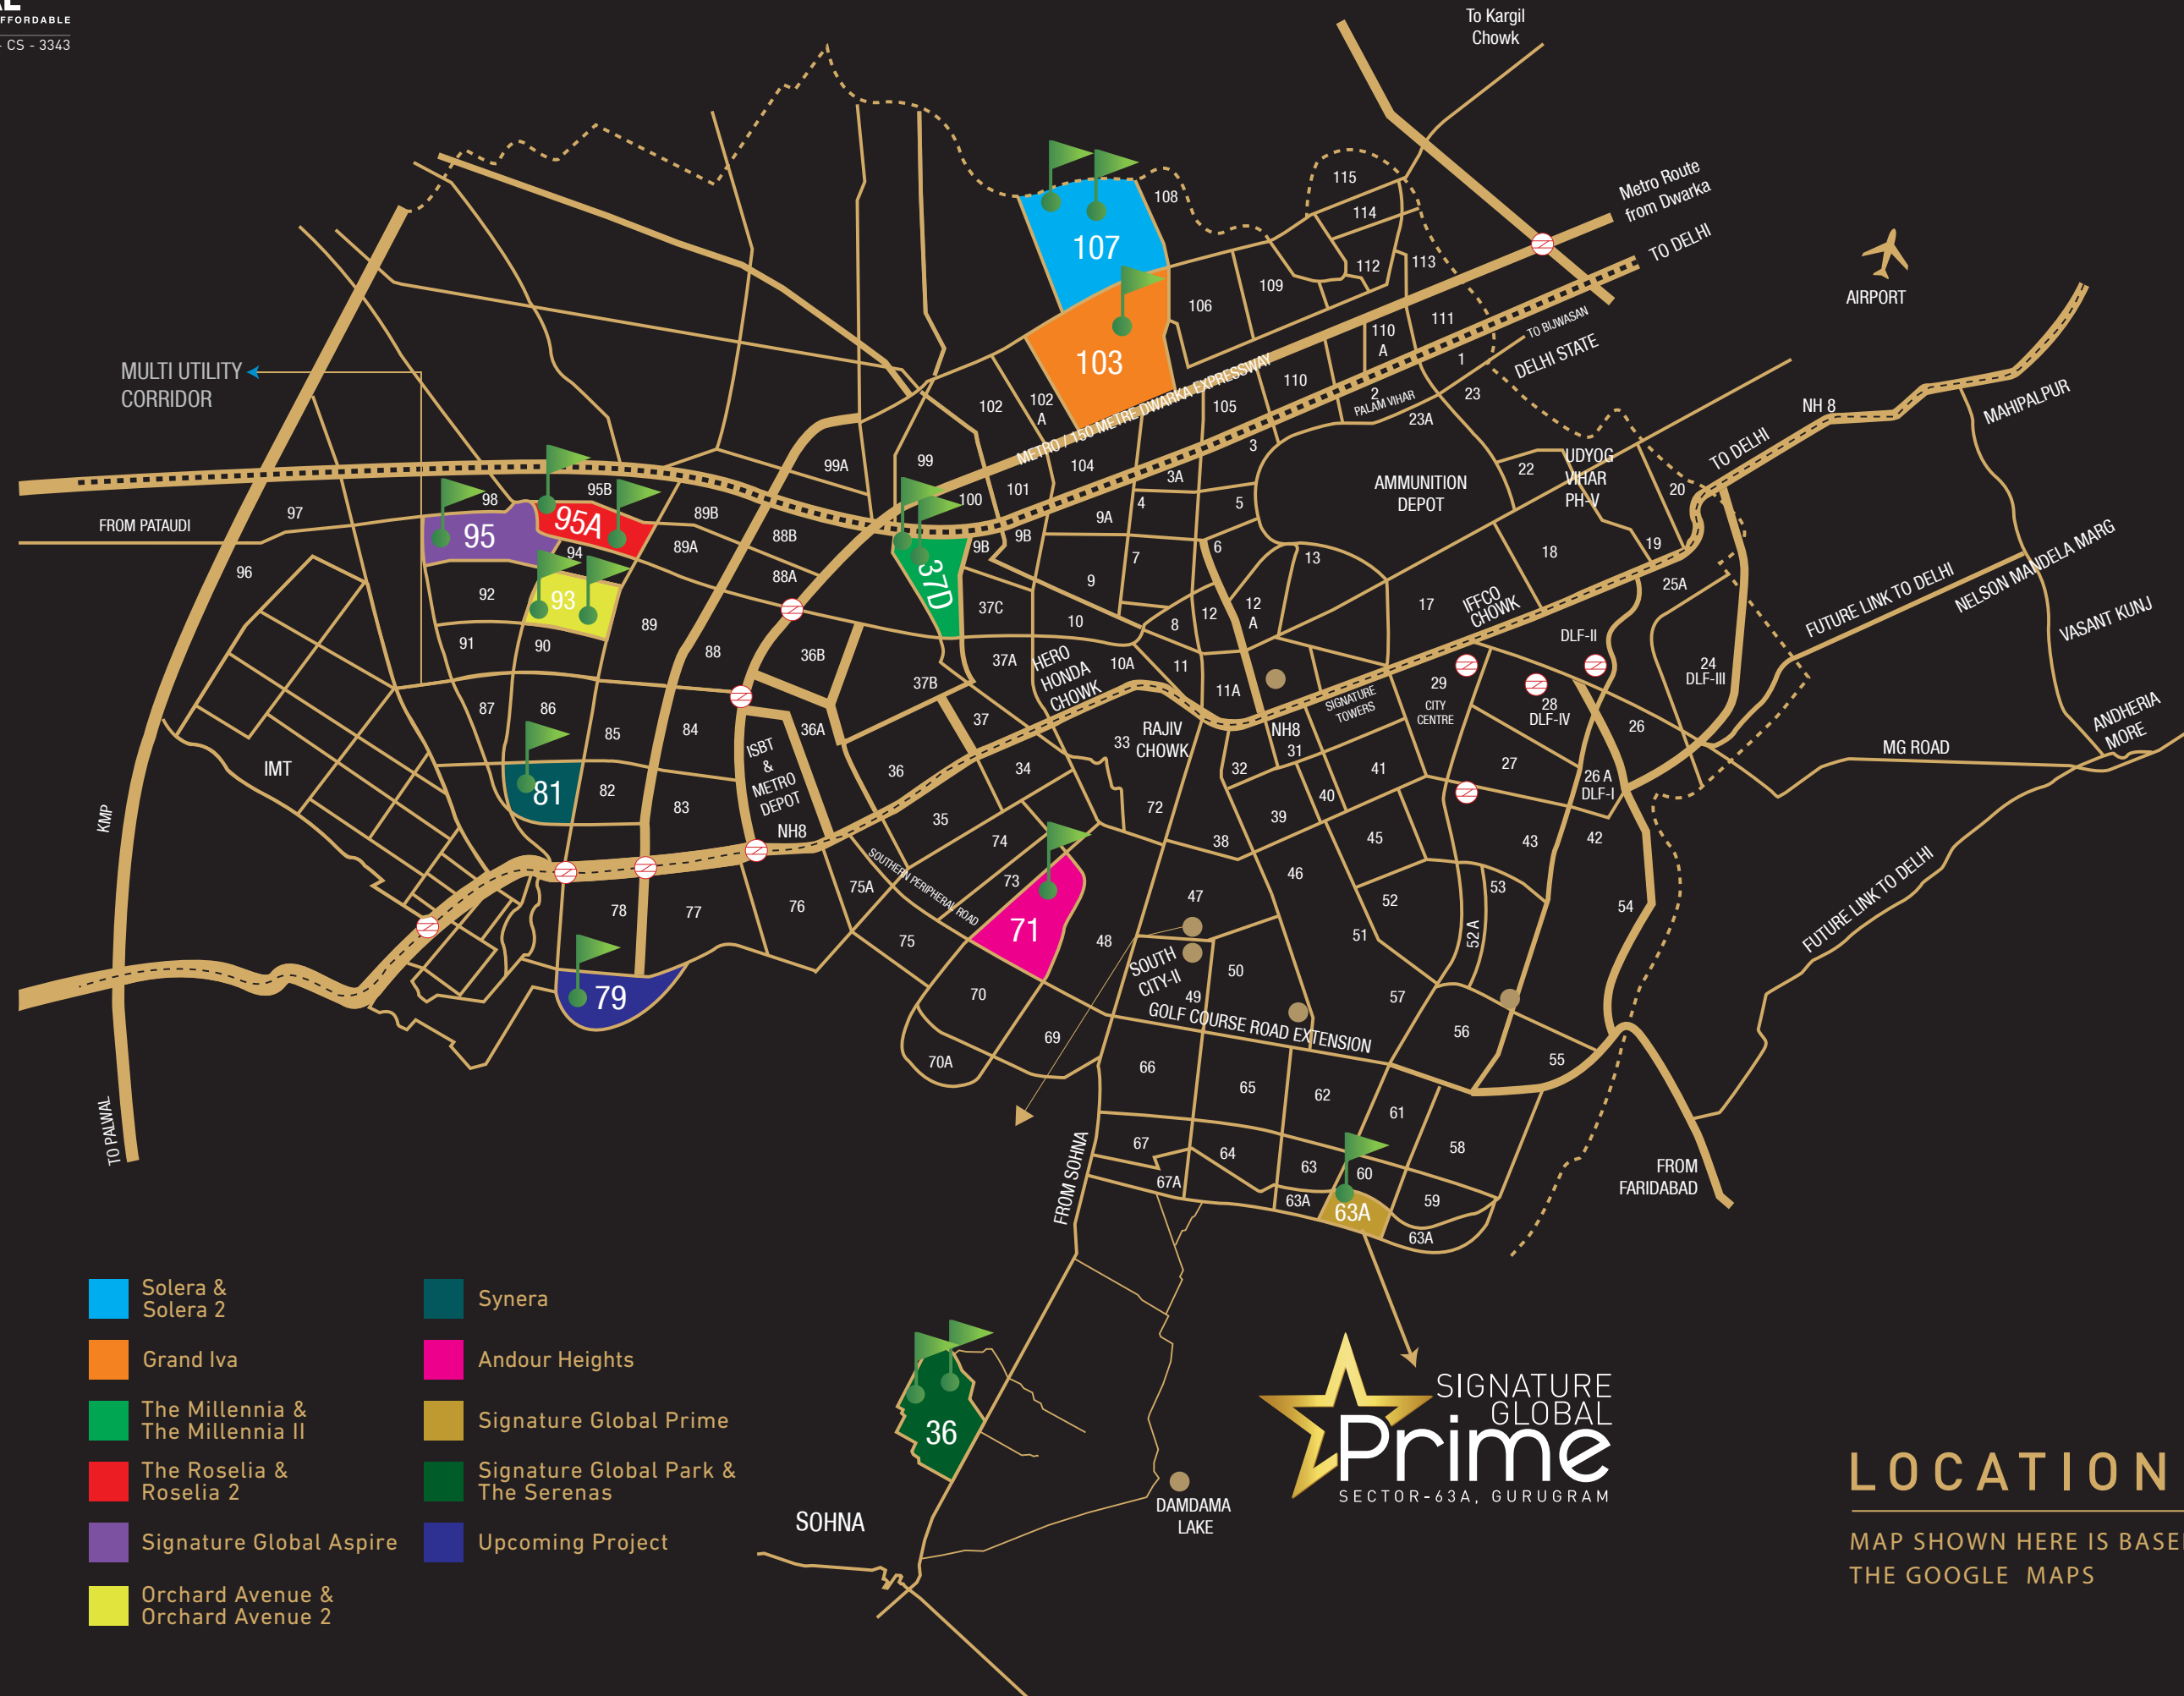 FFORDABLE
CS - 3343
To Kargil
Chowk
Metro Route
from Dwarka
TO DELHI
AIRPORT
115
114
108
107
112
113
109
106
111
110
A
TO BIJWASAN
DELHI STATE
1
MULTI UTILITY
CORRIDOR
103
METRO / 150 METRE DWARKA EXPRESSWAY
110
2
PALAM VIHAR
23
23A
102
102
A
105
NH 8
MAHIPALPUR
TO DELHI
3
99A
99
104
3A
100
101
AMMUNITION
DEPOT
22
UDYOG
VIHAR
PH-V
20
98
95B
97
FROM PATAUDI
95
95A
89B
88B
4
5
9A
9B
9B
94
89A
6
7
13
18
19
96
88A
37D
9
25A
92
93
37C
12
12
A
17
IFFCO
CHOWK
FUTURE LINK TO DELHI
NELSON MANDELA MARG
VASANT KUNJ
89
10
8
DLF-II
91
90
88
36B
37A
HERO
HONDA
CHOWK
10A
11
37B
11A
29
24
DLF-III
87
86
85
84
36A
37
SIGNATURE
TOWERS
CITY
CENTRE
28
DLF-IV
26
ANDHERIA
MORE
ISBT
&
METRO
DEPOT
33
RAJIV
CHOWK
NH8
31
MG ROAD
IMT
36
34
32
41
27
81
82
83
26 A
DLF-I
KMP
NH8
35
72
40
39
74
38
45
43
42
SOUTHERN PERIPHERAL ROAD
75A
73
46
53
FUTURE LINK TO DELHI
78
77
76
47
52
54
71
75
48
51
52 A
SOUTH
CITY-II
50
79
70
49
57
GOLF COURSE ROAD EXTENSION
56
69
70A
66
55
65
62
61
TO PALWAL
FROM SOHNA
67
64
63
60
58
67A
FROM
FARIDABAD
63A
63A
59
63A
Solera &
Solera 2
Synera
Grand Iva
Andour Heights
The Millennia &
The Millennia II
Signature Global Prime
The Roselia &
Roselia 2
Signature Global Park &
The Serenas
Signature Global Aspire
Upcoming Project
Orchard Avenue &
Orchard Avenue 2
36
SOHNA
DAMDAMA
LAKE
SIGNATURE
GLOBAL
Prime
SECTOR-63A, GURUGRAM
LOCATION
MAP SHOWN HERE IS BASE
THE GOOGLE MAPS